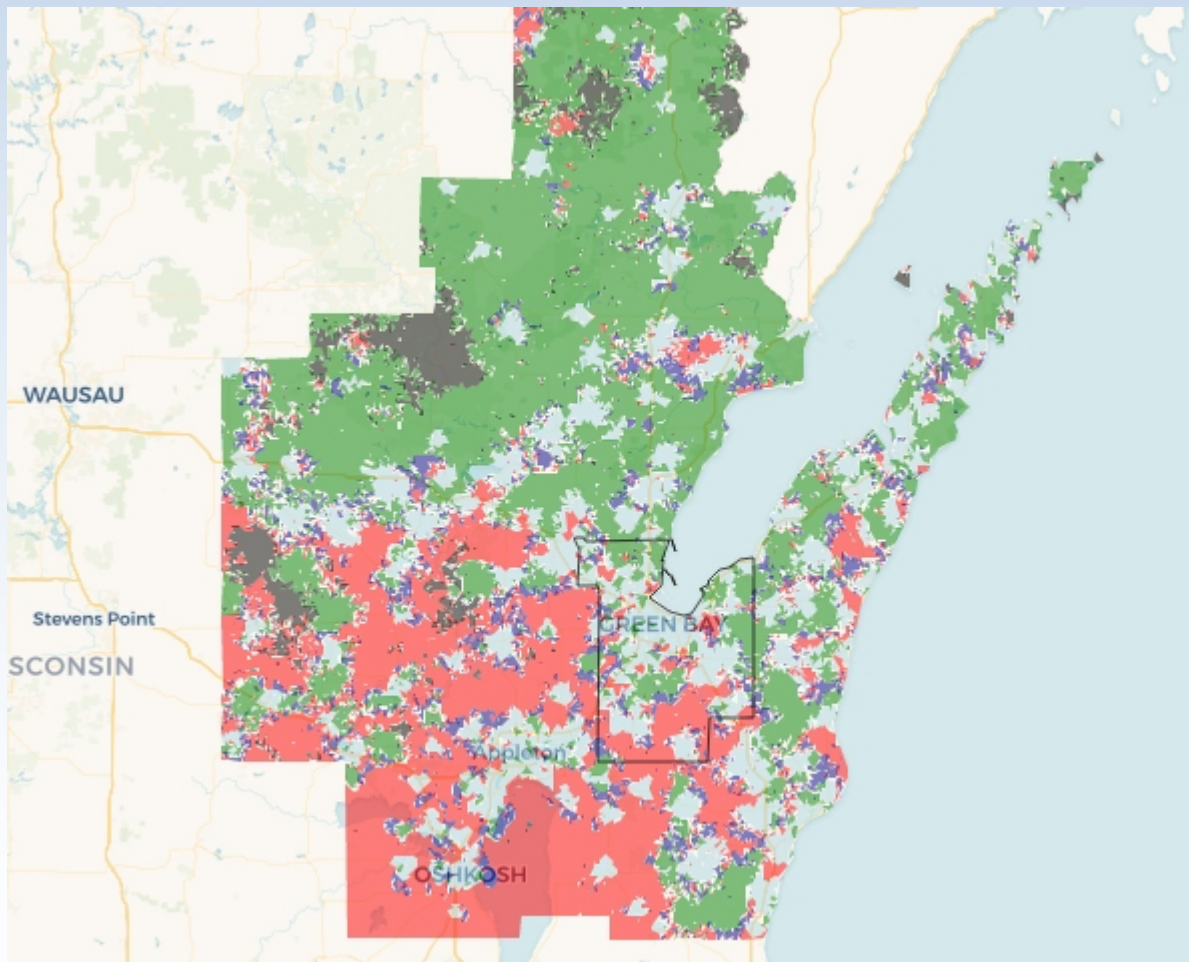 WAUSAU
Stevens Point
SCONSIN
GREEN BAY
Appleton
OSHKOSH